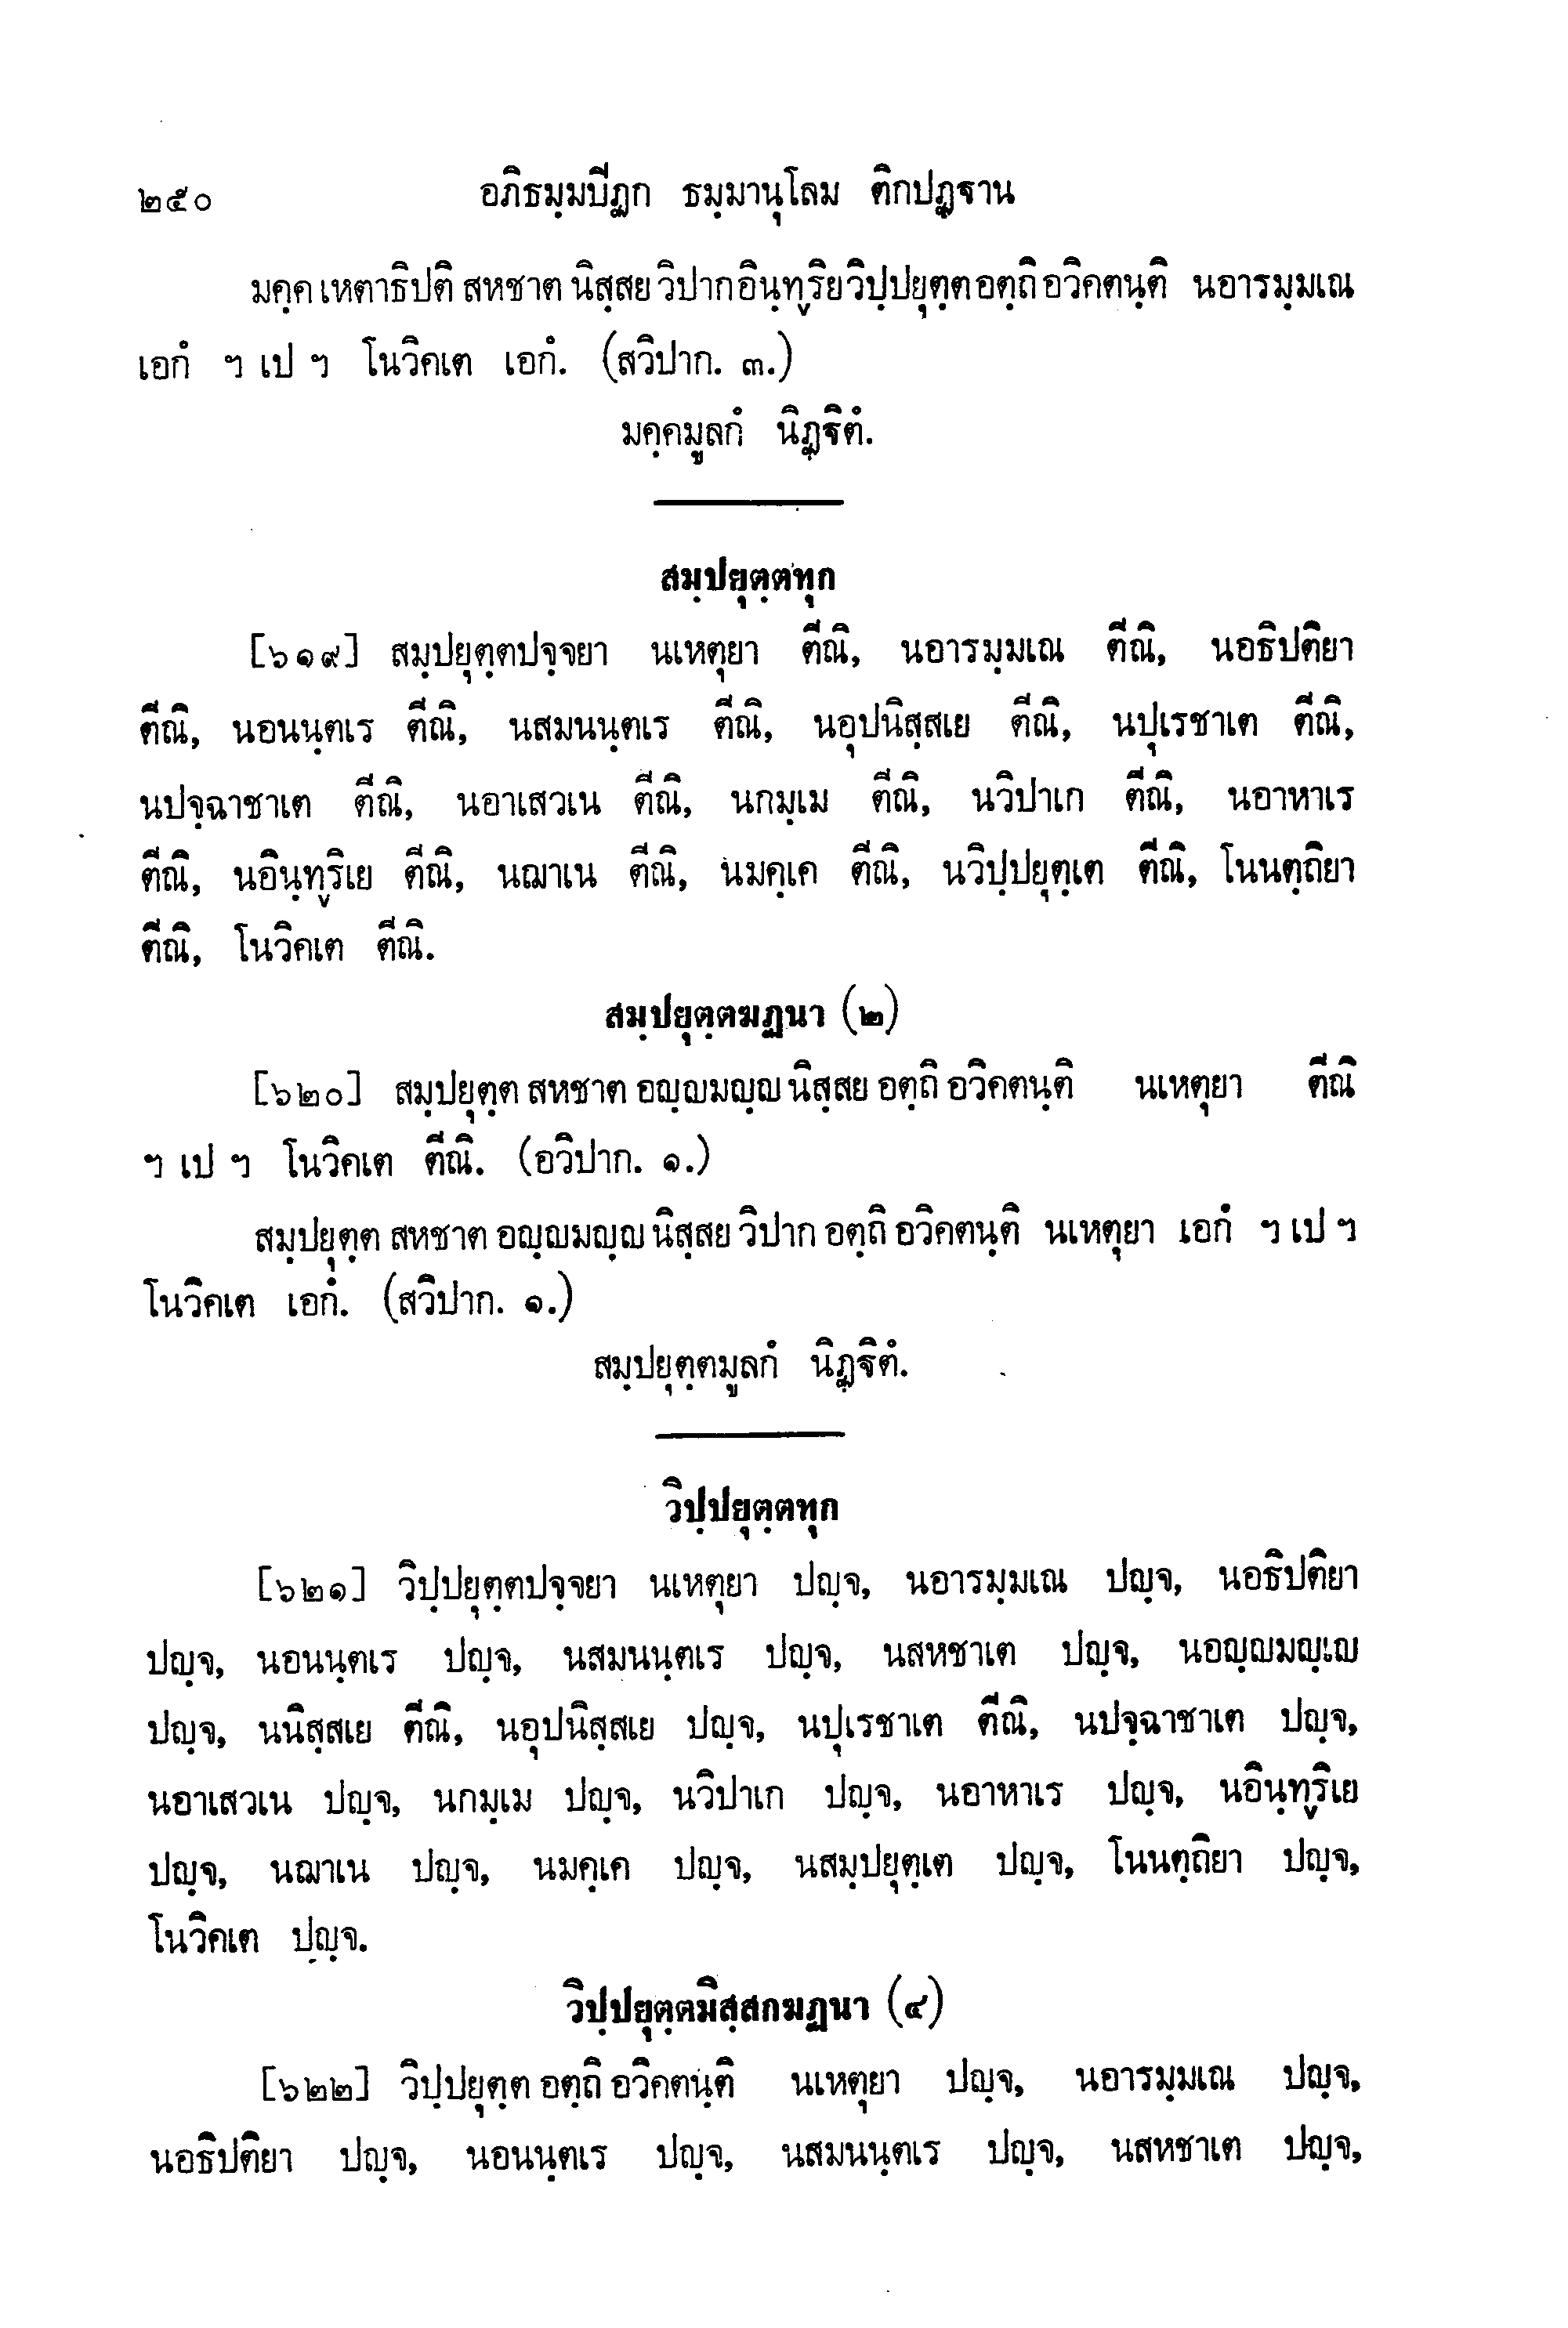 ๒๕๐ อภิธมฺมปีฏก ธมฺมานุโลม ติกปฏฺฐาน
มคฺค เหตาธิปติ สหชาต นิสฺสย วิปากอินฺทฺริยวิปฺปยุตฺตอตฺถิ อวิคตนฺติ นอารมฺมเณ
เอกํ ฯ เป ฯ โนวิคเต เอกํ. (สวิปาก. ๓.)
มคฺคมูลกํ นิฏฺฐิตํ.
สมฺปยุตฺตทุก
[๖๑๙] สมฺปยุตฺตปจฺจยา นเหตุยา ตีณิ, นอารมฺมเณ ตีณิ, นอธิปติยา
ตีณิ, นอนนฺตเร ตีณิ, นสมนนฺตเร ตีณิ, นอุปนิสฺสเย ตีณิ, นปุเรชาเต ตีณิ,
นปจฺฉาชาเต ตีณิ, นอาเสวเน ตีณิ, นกมฺเม ตีณิ, นวิปาเก ตีณิ, นอาหาเร
ตีณิ, นอินฺทฺริเย ตีณิ, นฌาเน ตีณิ, นมคฺเค ตีณิ, นวิปฺปยุตฺเต ตีณิ, โนนตฺถิยา
ตีณิ, โนวิคเต ตีณิ.
สมฺปยุตฺตฆฏนา (๒)
[๖๒๐] สมฺปยุตฺต สหชาต อญฺญมญฺญ นิสฺสย อตฺถิ อวิคตนฺติ นเหตุยา ตีณิ
ฯ เป ฯ โนวิคเต ตีณิ. (อวิปาก. ๑.)
สมฺปยุตฺต สหชาต อญฺญมญฺญ นิสฺสย วิปาก อตฺถิ อวิคตนฺติ นเหตุยา เอกํ ฯ เป ฯ
โนวิคเต เอกํ. (สวิปาก. ๑.)
สมฺปยุตฺตมูลกํ นิฏฺฐิตํ.
วิปฺปยุตฺตทุก
[๖๒๑] วิปฺปยุตฺตปจฺจยา นเหตุยา ปญฺจ, นอารมฺมเณ ปญฺจ, นอธิปติยา
ปญฺจ, นอนนฺตเร ปญฺจ, นสมนนฺตเร ปญฺจ, นสหชาเต ปญฺจ, นอญฺญมญฺเญ
ปญฺจ, นนิสฺสเย ตีณิ, นอุปนิสฺสเย ปญฺจ, นปุเรชาเต ตีณิ, นปจฺฉาชาเต ปญฺจ,
นอาเสวเน ปญฺจ, นกมฺเม ปญฺจ, นวิปาเก ปญฺจ, นอาหาเร ปญฺจ, นอินฺทฺริเย
ปญฺจ, นฌาเน ปญฺจ, นมคฺเค ปญฺจ, นสมฺปยุตฺเต ปญฺจ, โนนตฺถิยา ปญฺจ,
โนวิคเต ปญฺจ.
วิปฺปยุตฺตมิสฺสกฆฏนา (๔)
[๖๒๒] วิปฺปยุตฺต อตฺถิ อวิคตนฺติ นเหตุยา ปญฺจ, นอารมฺมเณ ปญฺจ,
นอธิปติยา ปญฺจ, นอนนฺตเร ปญฺจ, นสมนนฺตเร ปญฺจ, นสหชาเต ปญฺจ,